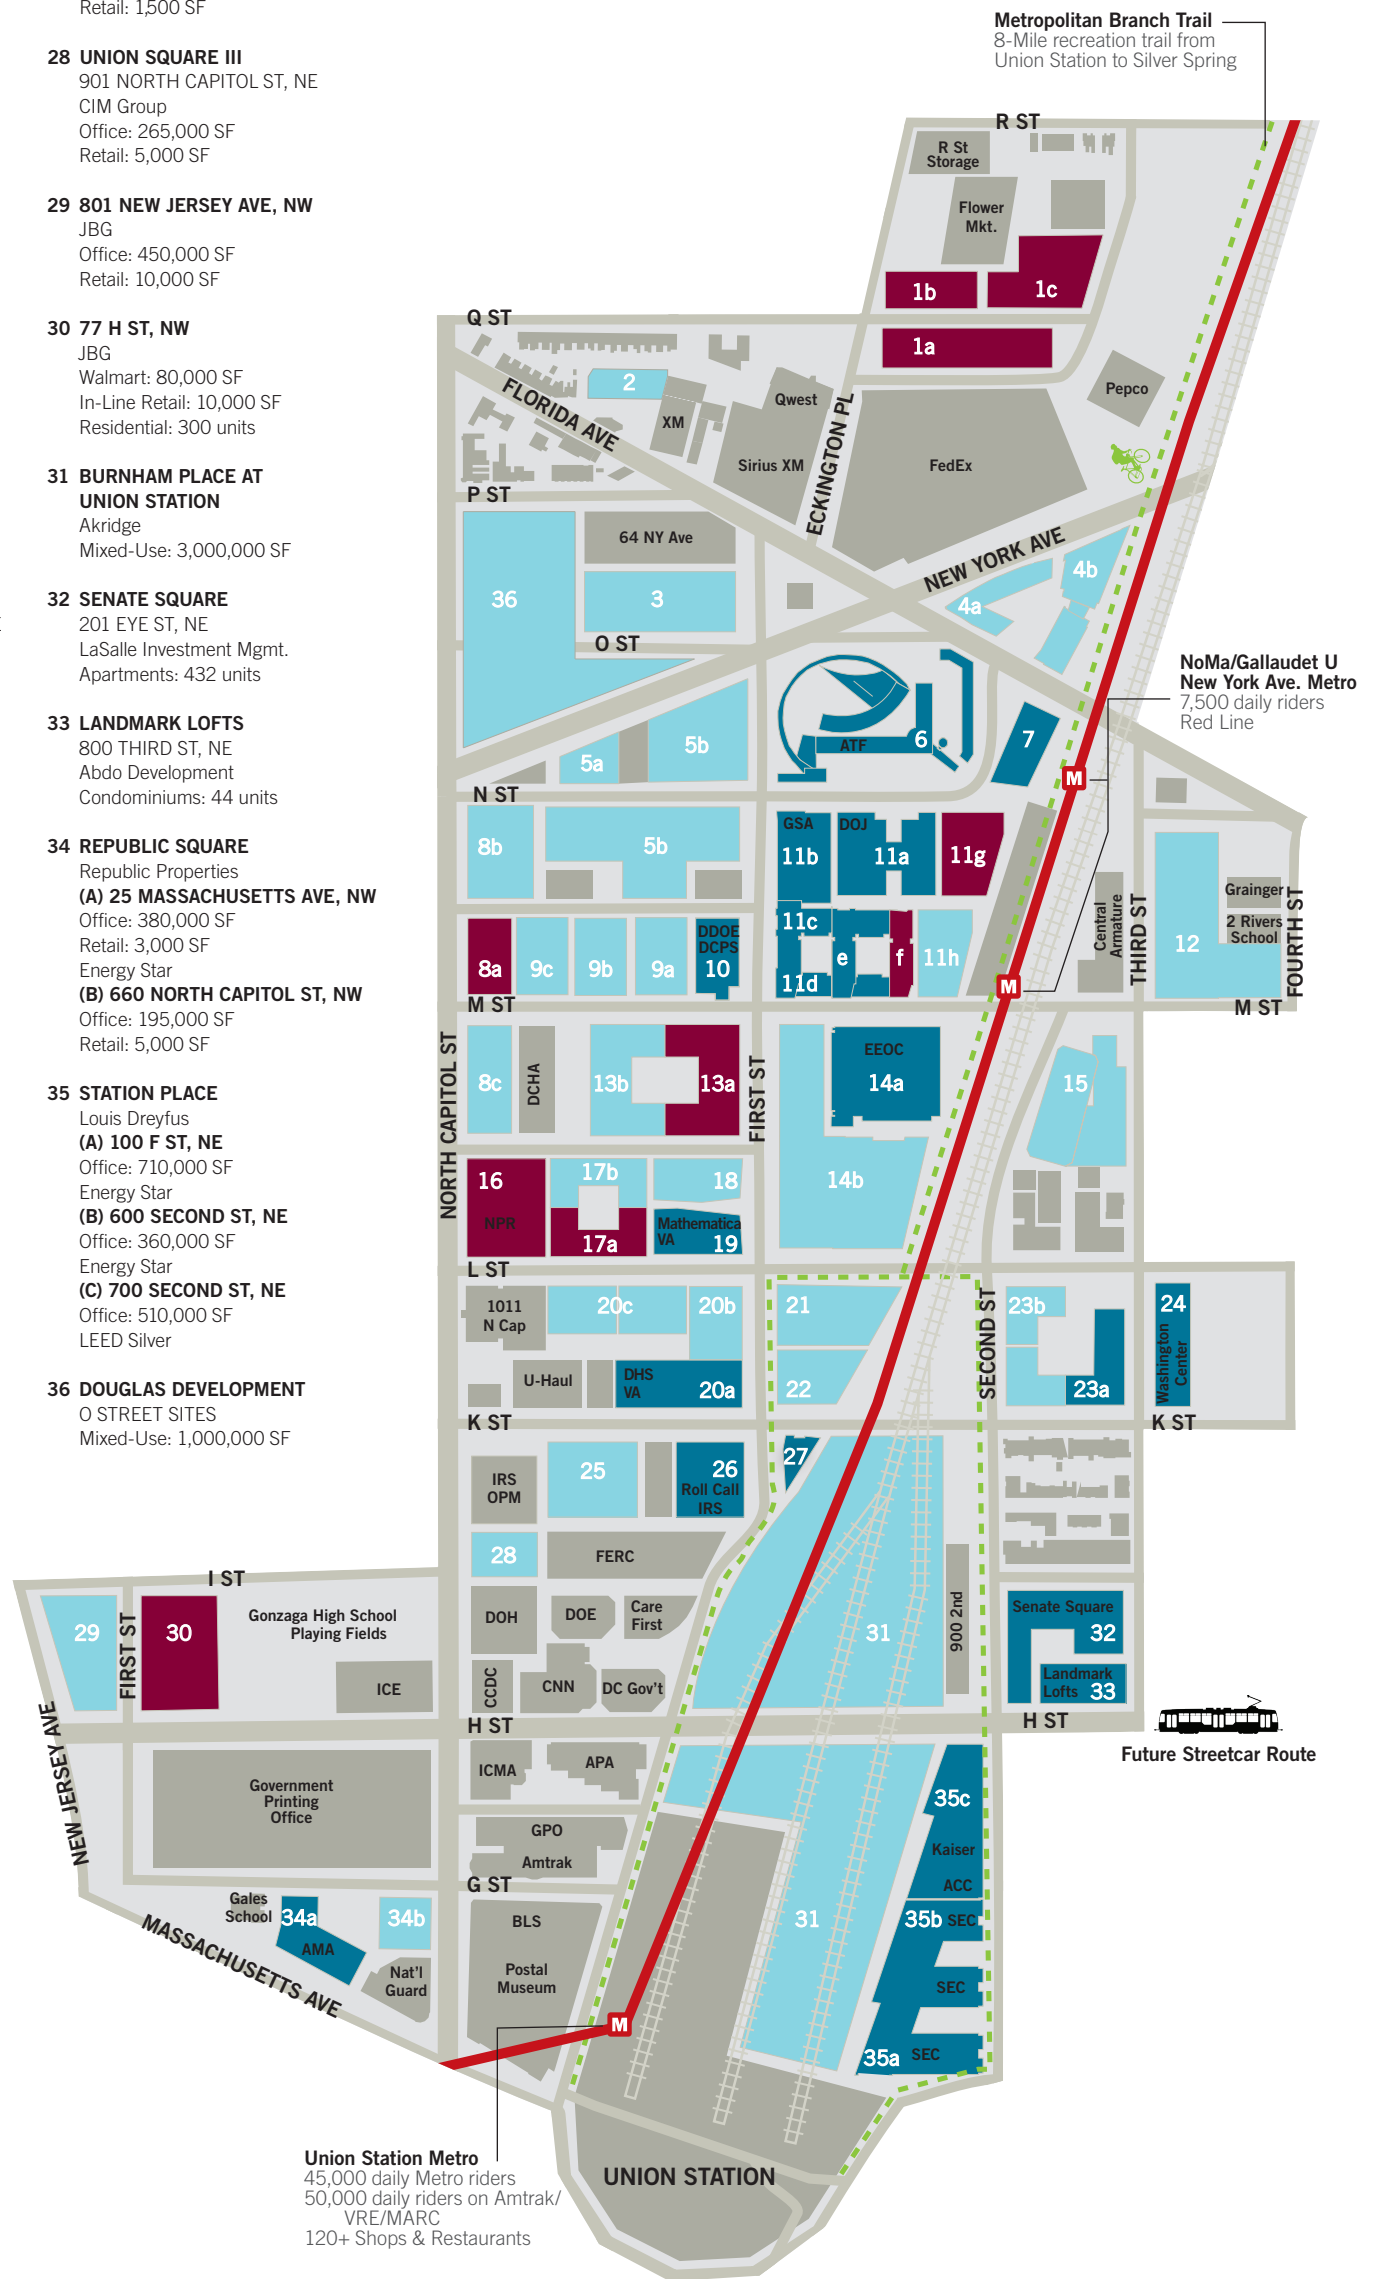 Retail: 1,500 SF
28 UNION SQUARE III
901 NORTH CAPITOL ST, NE
CIM Group
Office: 265,000 SF
Retail: 5,000 SF
29 801 NEW JERSEY AVE, NW
JBG
Office: 450,000 SF
Retail: 10,000 SF
30 77 H ST, NW
JBG
Walmart: 80,000 SF
In-Line Retail: 10,000 SF
Residential: 300 units
31 BURNHAM PLACE AT
UNION STATION
Akridge
Mixed-Use: 3,000,000 SF
32 SENATE SQUARE
201 EYE ST, NE
LaSalle Investment Mgmt.
Apartments: 432 units
33 LANDMARK LOFTS
800 THIRD ST, NE
Abdo Development
Condominiums: 44 units
34 REPUBLIC SQUARE
Republic Properties
(A) 25 MASSACHUSETTS AVE, NW
Office: 380,000 SF
Retail: 3,000 SF
Energy Star
(B) 660 NORTH CAPITOL ST, NW
Office: 195,000 SF
Retail: 5,000 SF
35 STATION PLACE
Louis Dreyfus
(A) 100 F ST, NE
Office: 710,000 SF
Energy Star
(B) 600 SECOND ST, NE
Office: 360,000 SF
Energy Star
(C) 700 SECOND ST, NE
Office: 510,000 SF
LEED Silver
36 DOUGLAS DEVELOPMENT
O STREET SITES
Mixed-Use: 1,000,000 SF
Metropolitan Branch Trail
8-Mile recreation trail from
Union Station to Silver Spring
R ST
R St
Storage
Flower
Mkt.
1b
1c
Q ST
1a
2
FLORIDA AVE
XM
Qwest
Sirius XM
ECKINGTON PL
FedEx
Pepco
P ST
64 NY Ave
36
3
NEW YORK AVE
4a
4b
O ST
NoMa/Gallaudet U
New York Ave. Metro
7,500 daily riders
Red Line
5a
5b
ATF
6
7
M
N ST
8b
5b
GSA
11b
DOJ
11a
11g
Central
Armature
THIRD ST
12
Grainger
2 Rivers
School
FOURTH ST
8a
9c
9b
9a
DDOE
DCPS
10
11c
11d
e
f
11h
M
M ST
M ST
NORTH CAPITOL ST
8c
DCHA
13b
13a
FIRST ST
EEOC
14a
15
16
NPR
17b
17a
18
Mathematica
VA
19
14b
L ST
1011
N Cap
20c
20b
21
SECOND ST
23b
24
Washington
Center
U-Haul
DHS
VA
20a
22
23a
K ST
K ST
IRS
OPM
25
26
Roll Call
IRS
27
28
FERC
I ST
29
FIRST ST
30
Gonzaga High School
Playing Fields
ICE
DOH
DOE
Care
First
CCDC
CNN
DC Gov't
31
900 2nd
Senate Square
32
Landmark
Lofts 33
NEW JERSEY AVE
H ST
H ST
Future Streetcar Route
Government
Printing
Office
ICMA
APA
35c
Kaiser
ACC
GPO
Amtrak
G ST
Gales
School
34a
AMA
34b
Nat'l
Guard
MASSACHUSETTS AVE
BLS
Postal
Museum
31
35b SEC
SEC
35a SEC
M
Union Station Metro
45,000 daily Metro riders
50,000 daily riders on Amtrak/
VRE/MARC
120+ Shops & Restaurants
UNION STATION